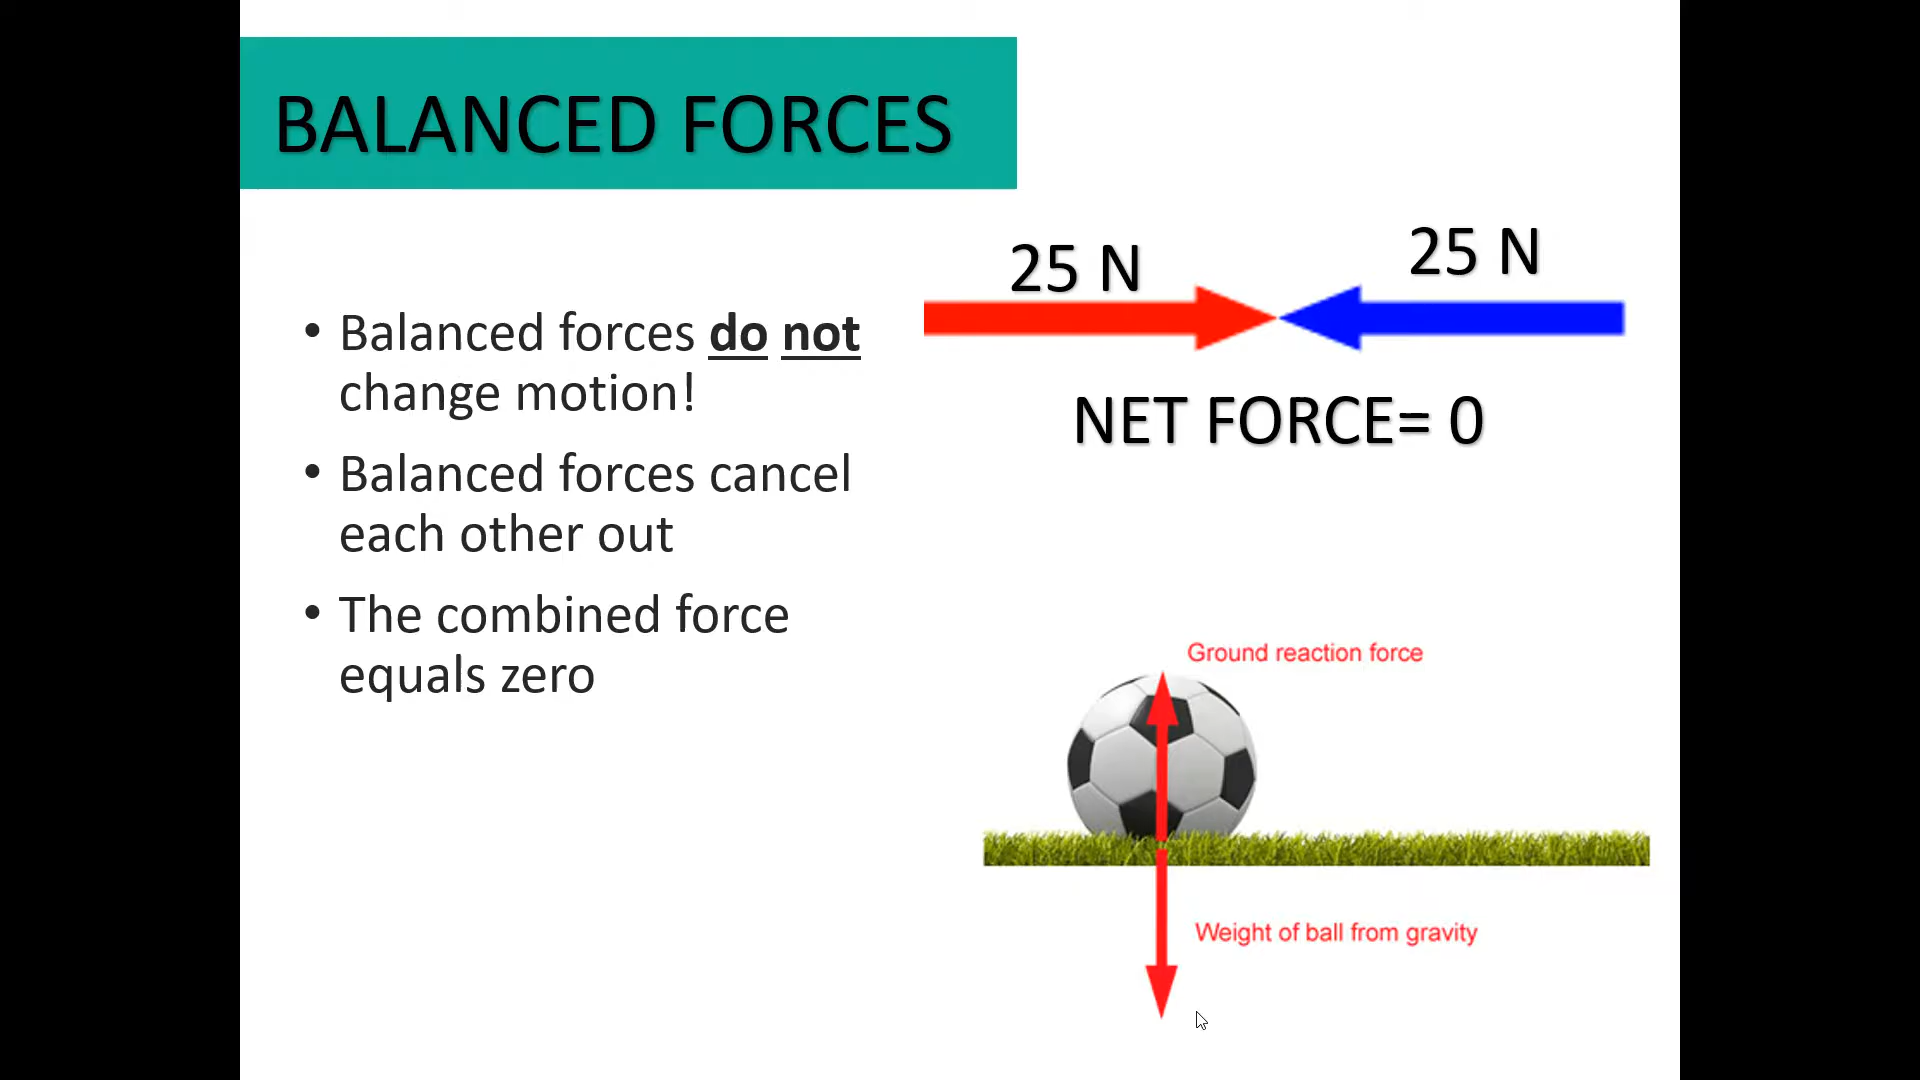 BALANCED FORCES
• Balanced forces do not
change motion!
• Balanced forces cancel
each other out
• The combined force
equals zero
25 N
25 N
NET FORCE= 0
Ground reaction force
Weight of ball from gravity